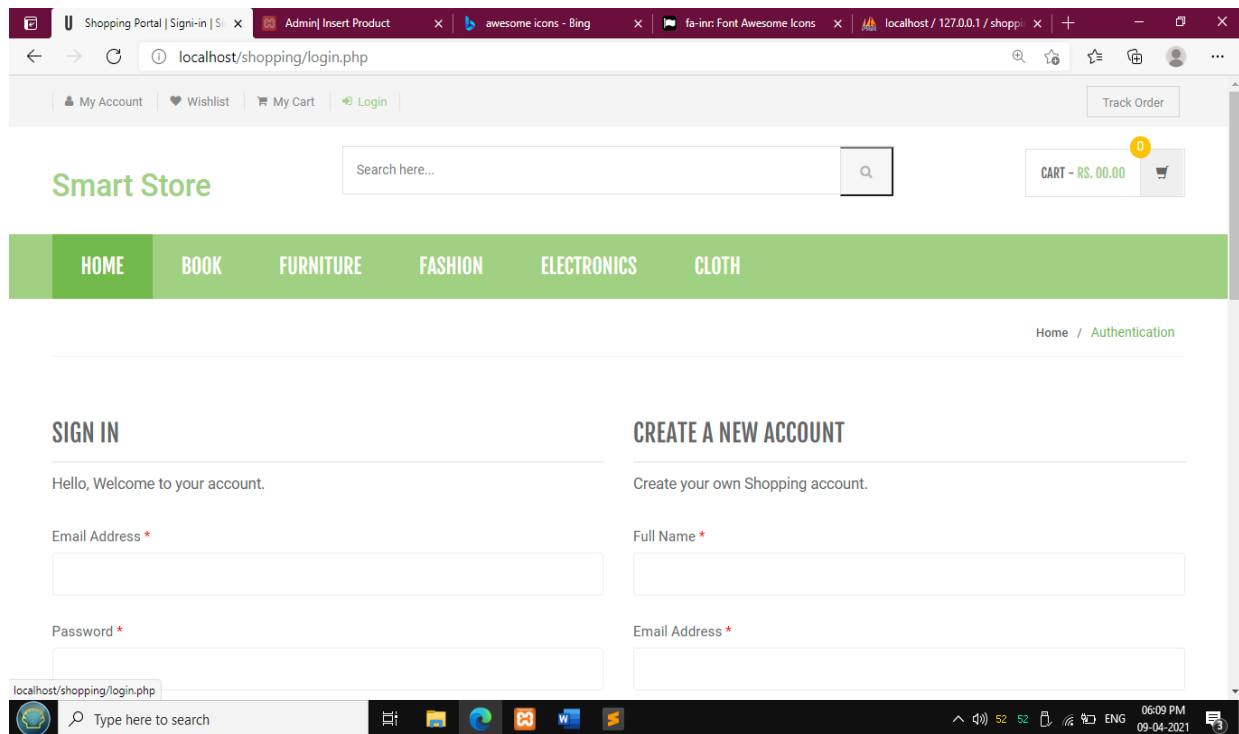 Shopping Portal | Signi-in | Si
Admin| Insert Product
awesome icons - Bing
fa-inr: Font Awesome Icons
localhost / 127.0.0.1 / shoppi
localhost/shopping/login.php
My Account
Wishlist
My Cart
Login
Track Order
Smart Store
Search here...
0
CART - RS. 00.00
HOME
BOOK
FURNITURE
FASHION
ELECTRONICS
CLOTH
Home / Authentication
SIGN IN
CREATE A NEW ACCOUNT
Hello, Welcome to your account.
Create your own Shopping account.
Email Address *
Full Name *
Password *
Email Address *
localhost/shopping/login.php
Type here to search
52
52
ENG
06:09 PM
09-04-2021
3